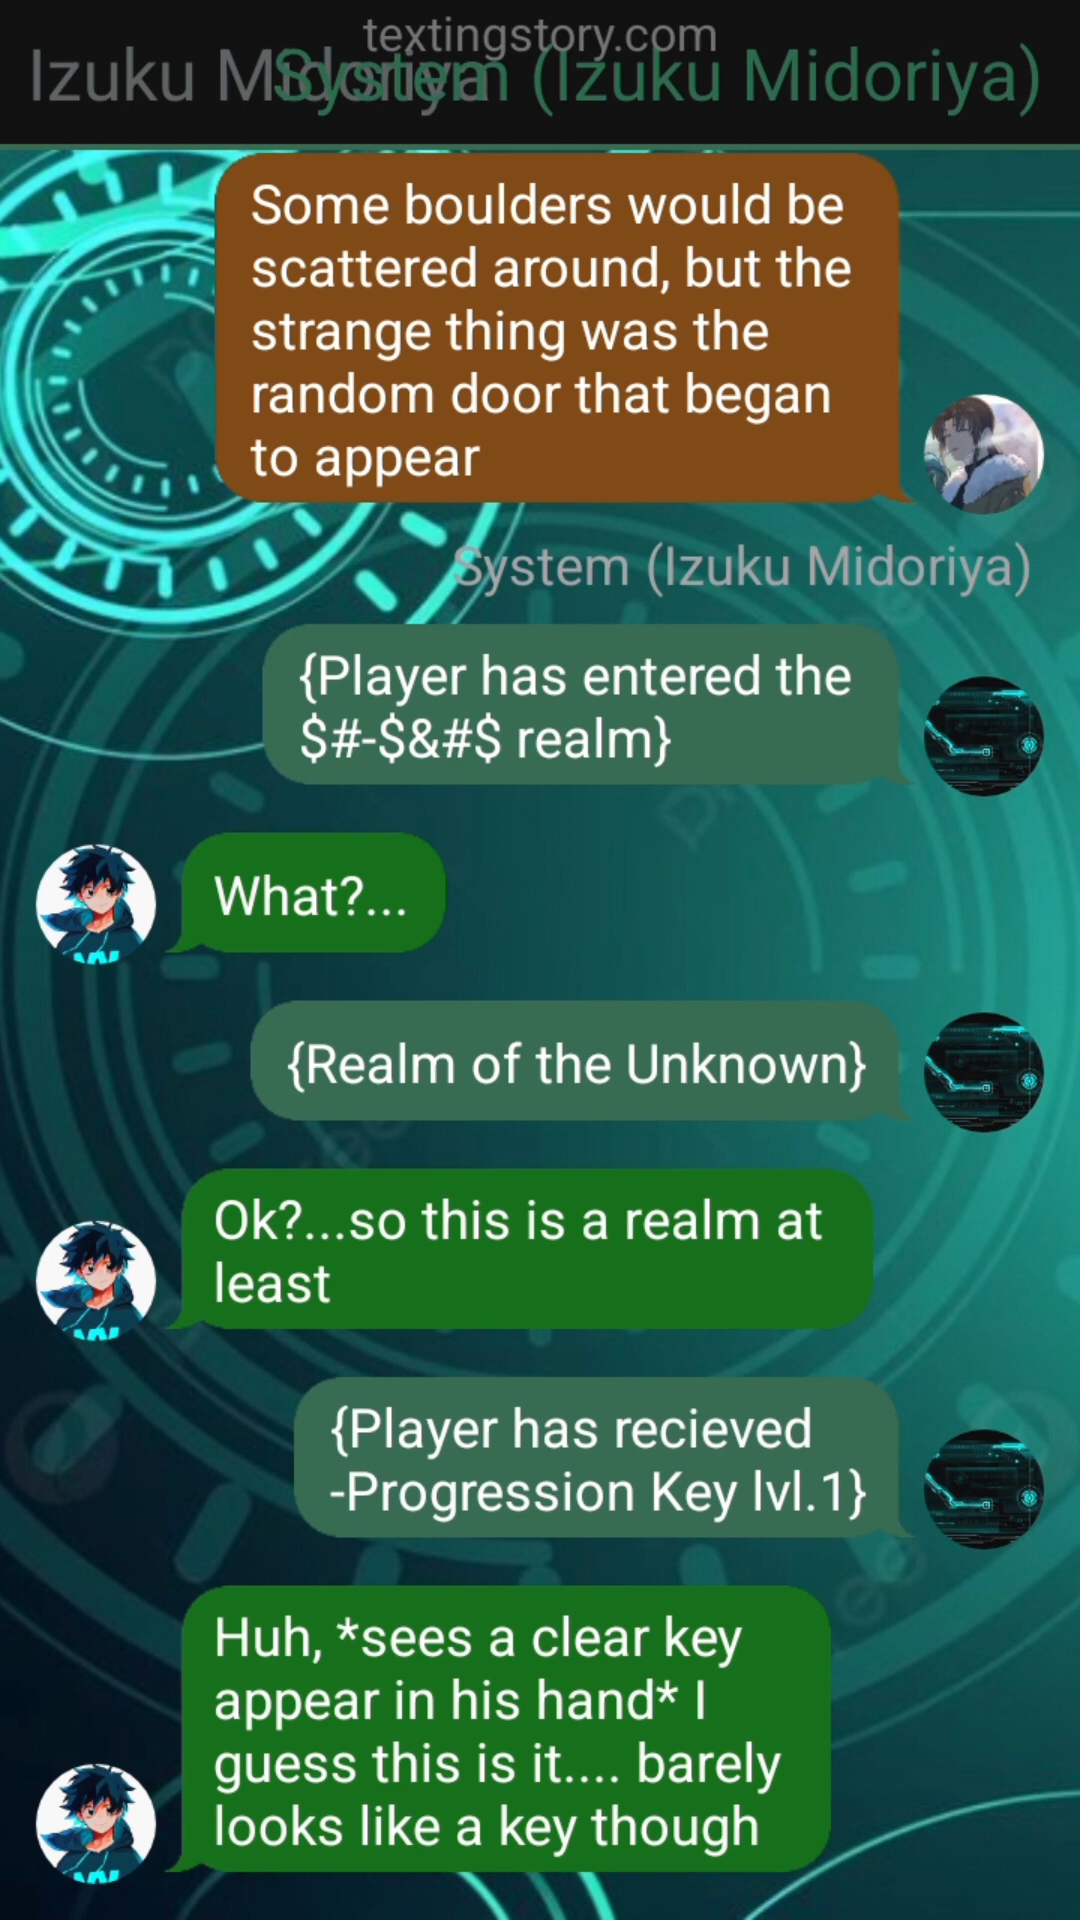 textingstory.com
Izuku Midoriya
System (Izuku Midoriya)
Some boulders would be
scattered around, but the
strange thing was the
random door that began
to appear
System (Izuku Midoriya)
{Player has entered the
$#-$&#$ realm}
What?...
{Realm of the Unknown}
Ok?...so this is a realm at
least
{Player has recieved
-Progression Key lvl.1}
Huh, *sees a clear key
appear in his hand* I
guess this is it.... barely
looks like a key though